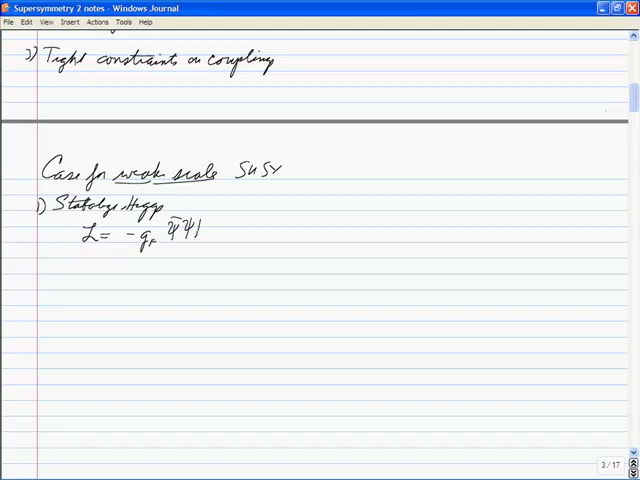 Supersymmetry 2 notes - Windows Journal
File Edit View Insert Actions Tools Help
2) Tight constraints on coupling
Case for weak scale SUSY
1) Stabalize Higgs
ℒ = - g_F Ψ̄ Ψ
3 / 17